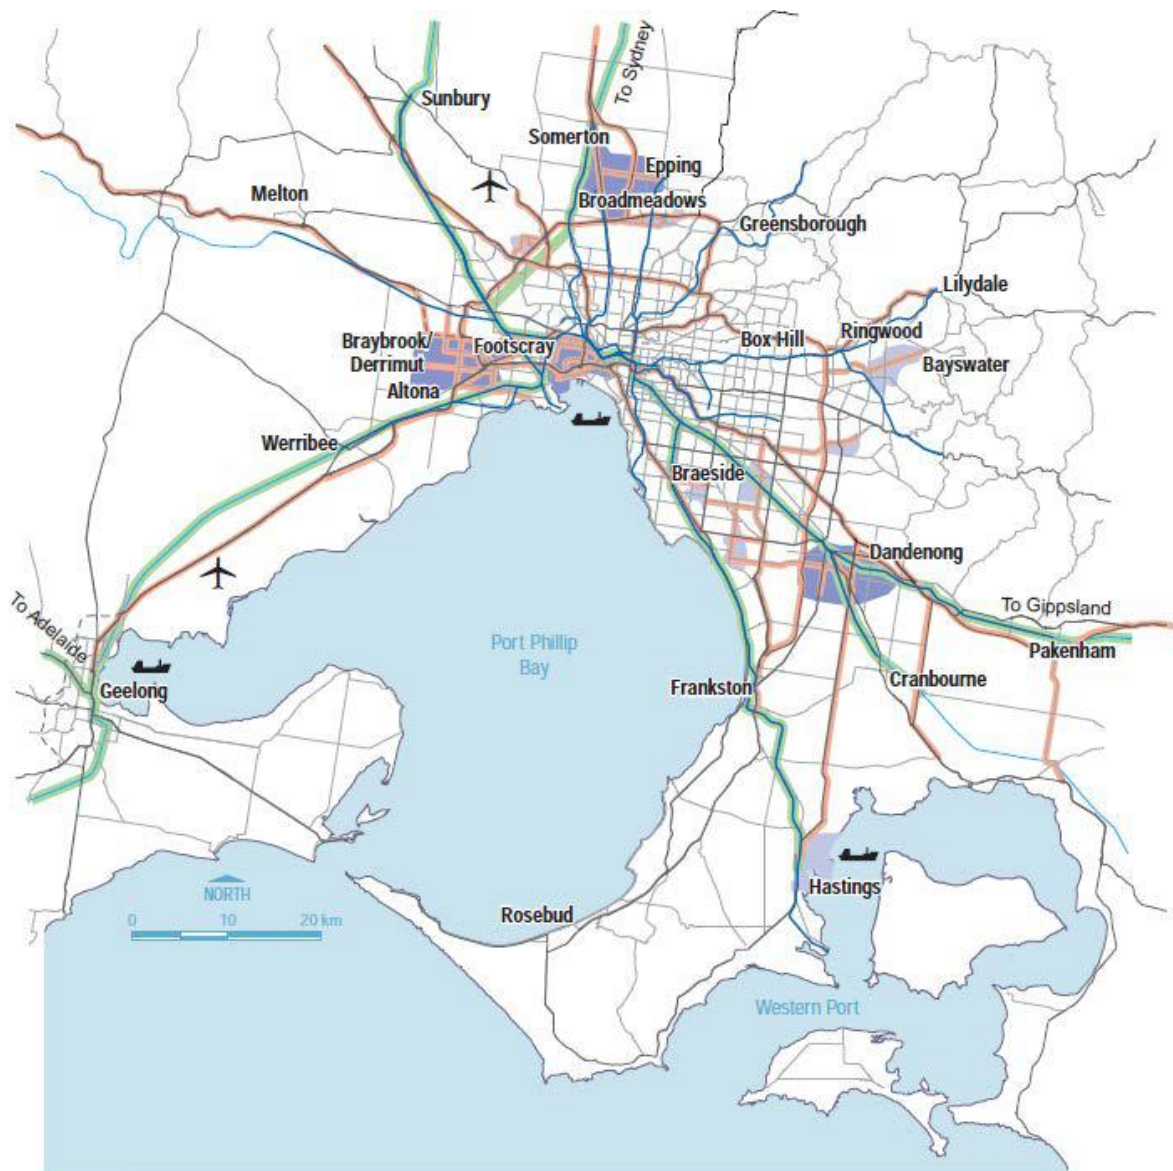 To Sydney
Sunbury
Somerton
Epping
Melton
Broadmeadows
Greensborough
Lilydale
Braybrook/
Derrimut
Footscray
Box Hill
Ringwood
Bayswater
Altona
Werribee
Braeside
Dandenong
To Adelaide
To Gippsland
Port Phillip
Bay
Pakenham
Geelong
Frankston
Cranbourne
NORTH
Hastings
0 10 20 km
Rosebud
Western Port